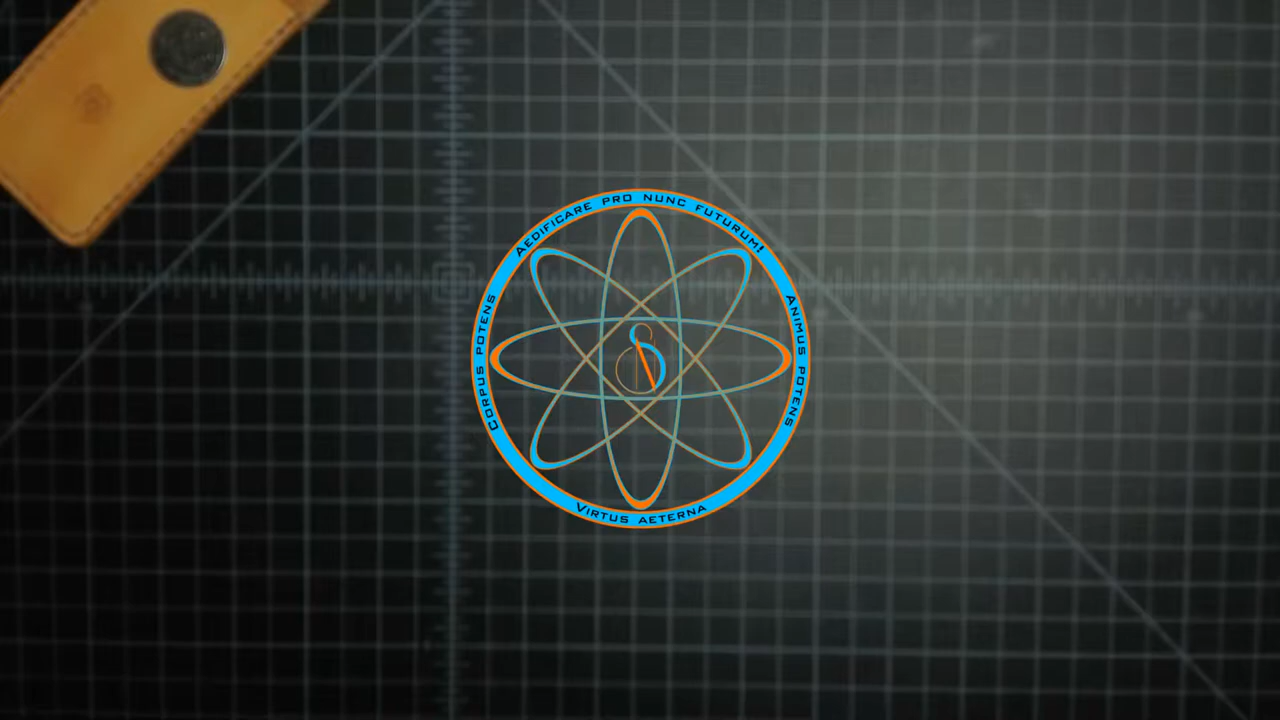 Aedificare pro nunc futurum!
Corpus potens
Animus potens
Virtus aeterna